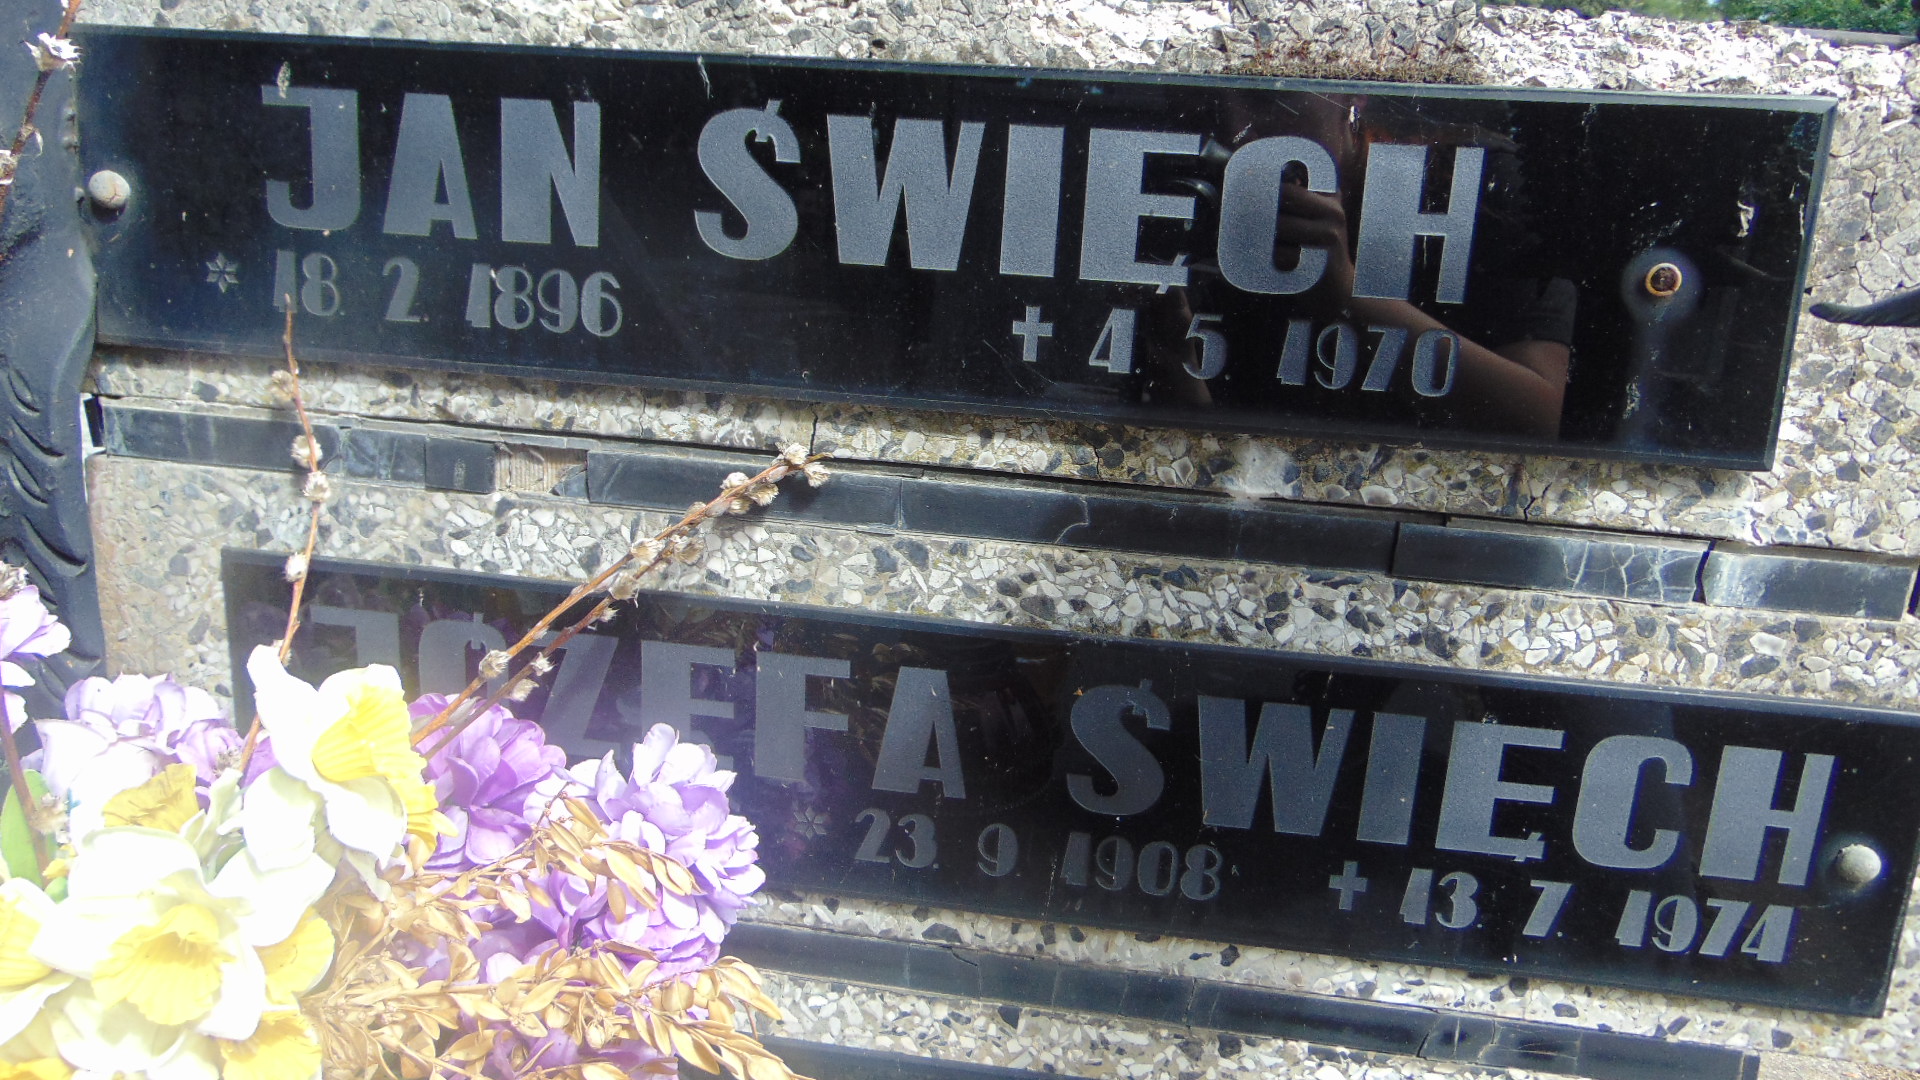 JAN ŚWIĘCH
* 18. 2. 1896 + 4. 5. 1970
JÓZEFA ŚWIĘCH
* 23. 9. 1908 + 13. 7. 1974